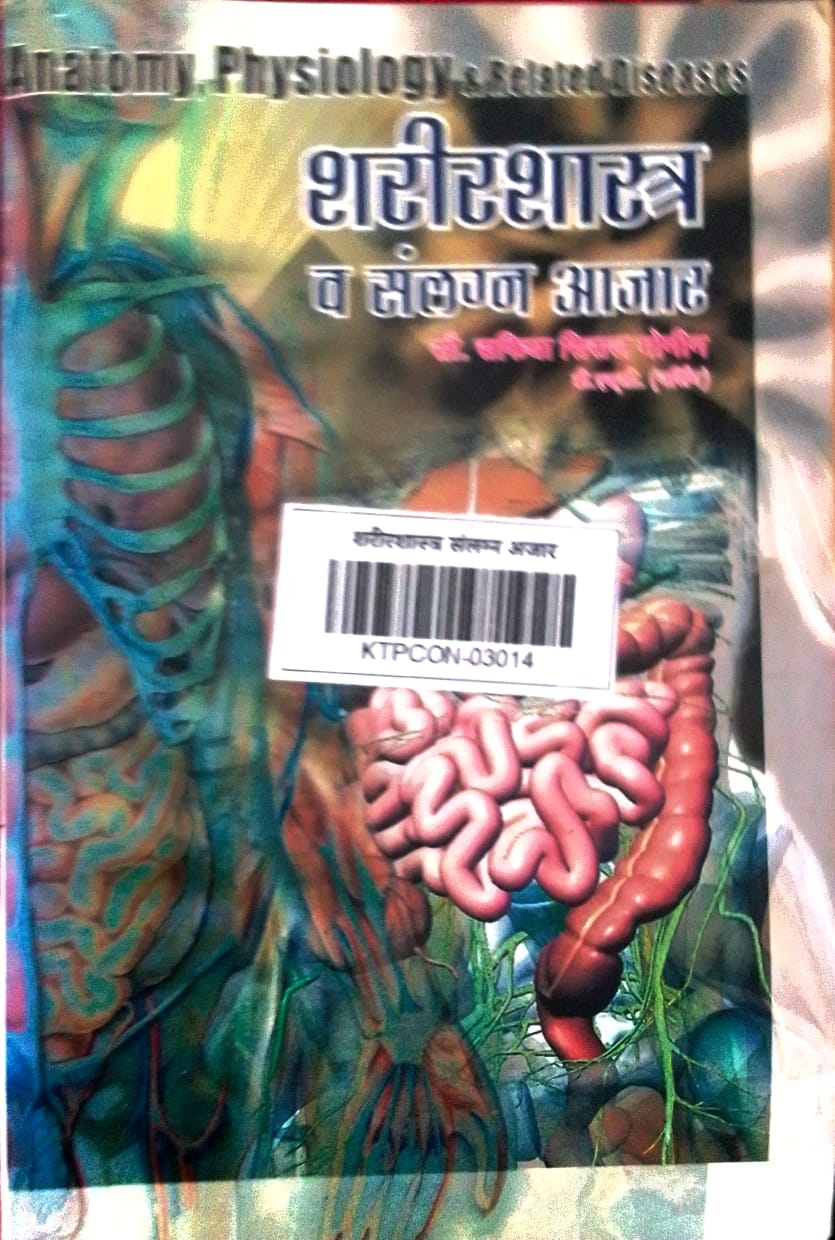 Anatomy, Physiology & Related Diseases
शरीरशास्त्र
व संलग्न आजार
सौ.
शरीरशास्त्र संलग्न अजार
KTPCON-03014